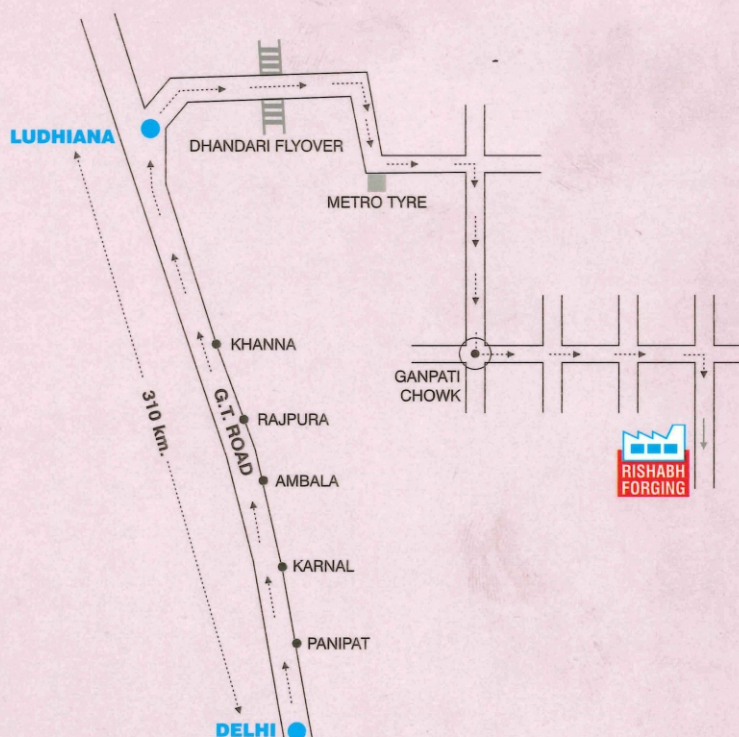 LUDHIANA
DHANDARI FLYOVER
METRO TYRE
KHANNA
GANPATI
CHOWK
310 km.
G.T. ROAD
RAJPURA
RISHABH
FORGING
AMBALA
KARNAL
PANIPAT
DELHI